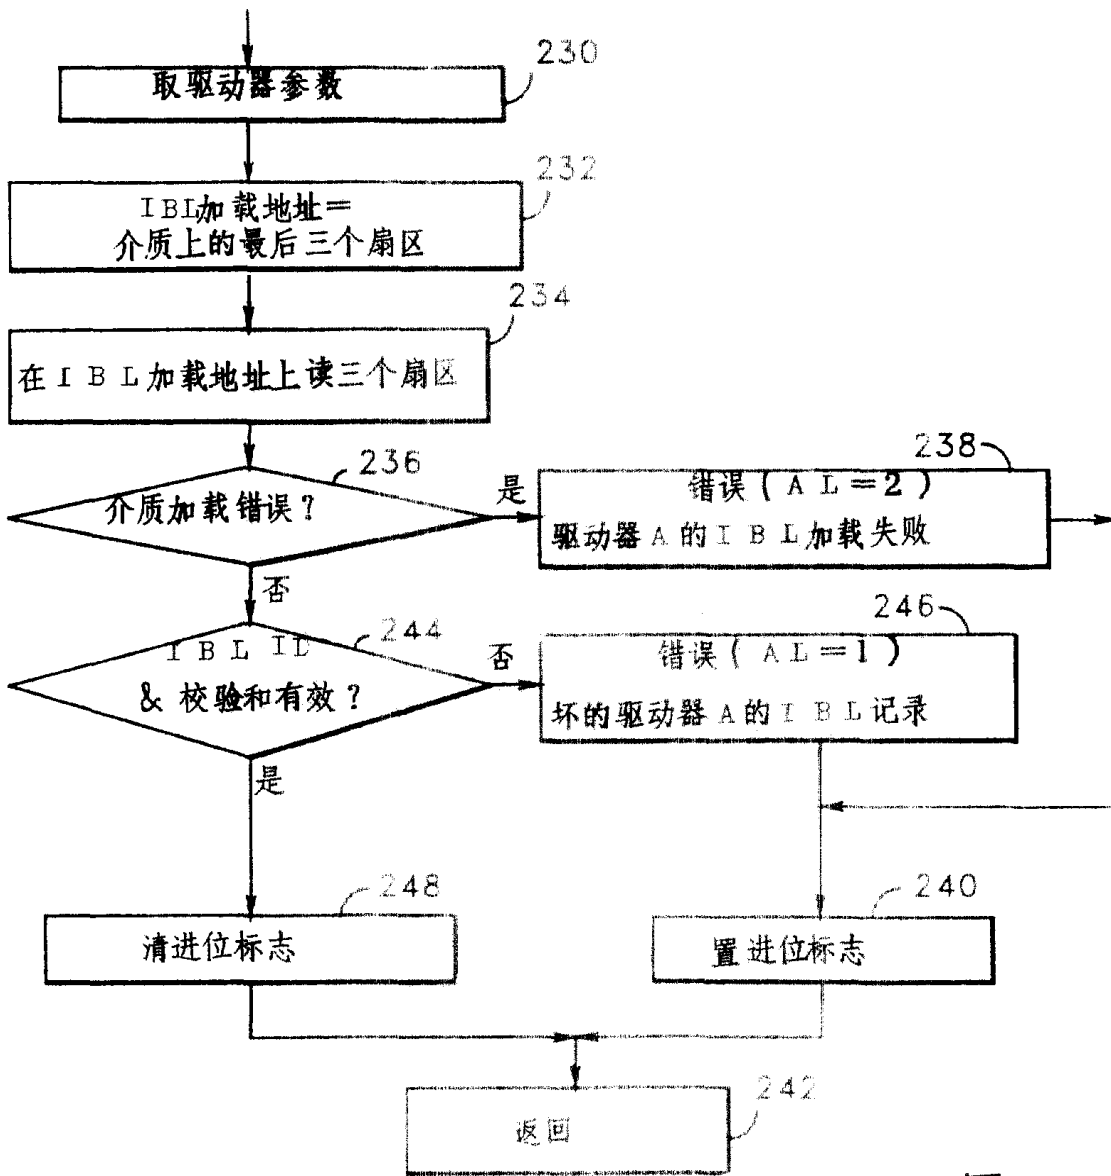 230
取驱动器参数
232
IBL加载地址=
介质上的最后三个扇区
234
在IBL加载地址上读三个扇区
236
介质加载错误?
是
238
错误(AL=2)
驱动器A的IBL加载失败
否
244
IBL ID
& 校验和有效?
否
246
错误(AL=1)
坏的驱动器A的IBL记录
是
248
清进位标志
240
置进位标志
242
返回